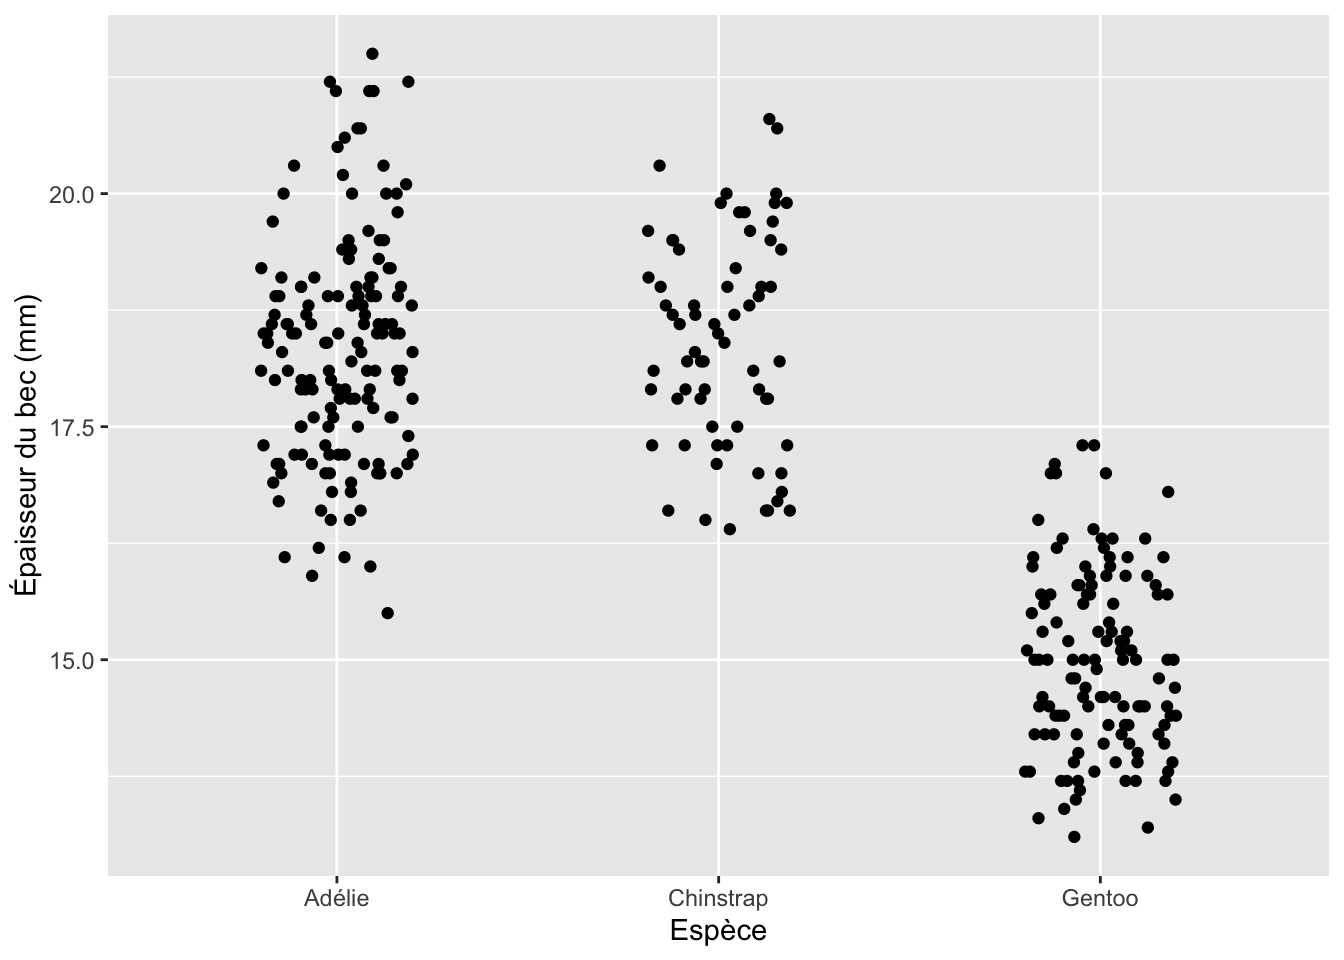 Épaisseur du bec (mm)
20.0
17.5
15.0
Adélie
Chinstrap
Gentoo
Espèce